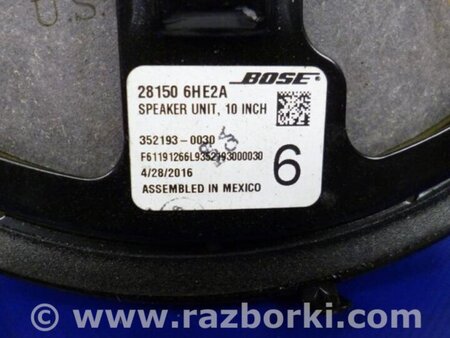 U.S.
BOSE
28150 6HE2A
SPEAKER UNIT, 10 INCH
352193-0030
F61191266L9352193000030
4/28/2016
ASSEMBLED IN MEXICO
6
© www.razborki.com